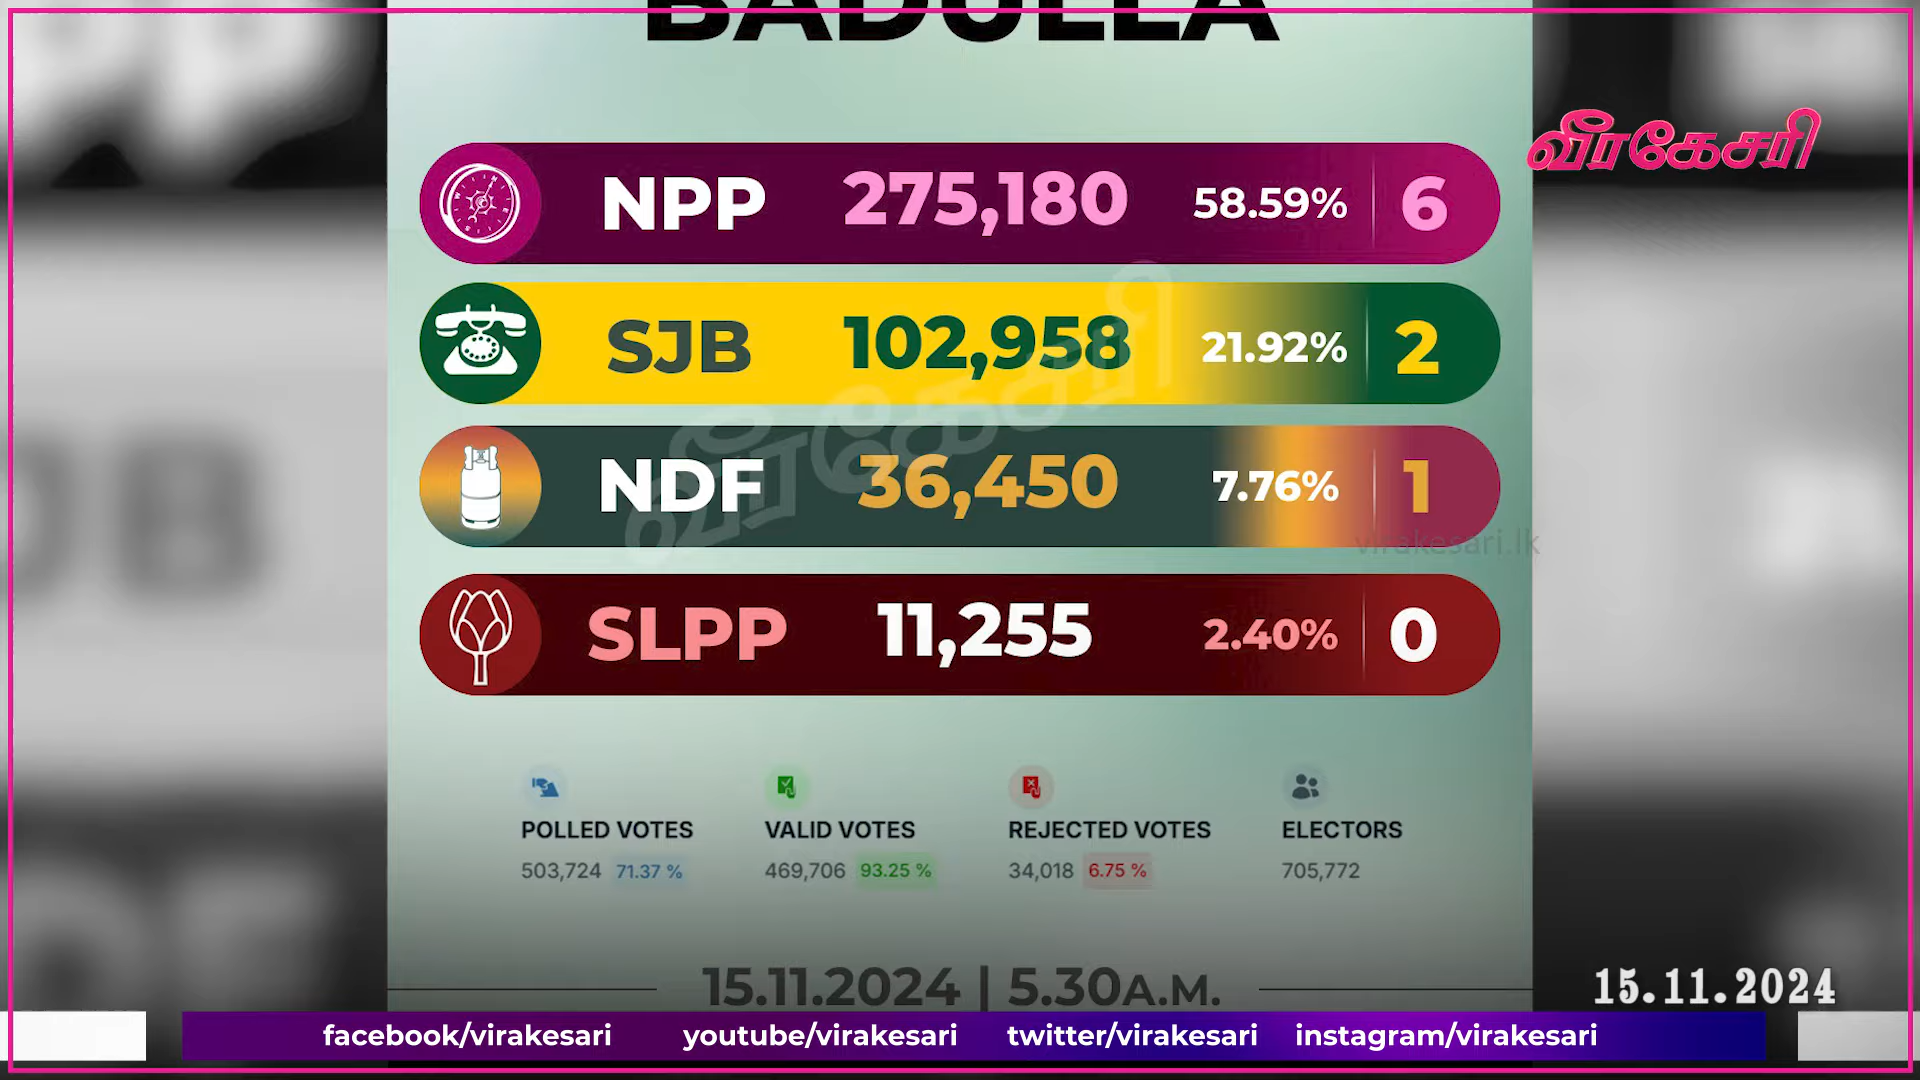 BADULLA
வீரகேசரி
NPP 275,180 58.59% 6
SJB 102,958 21.92% 2
NDF 36,450 7.76% 1
வீரகேசரி
virakesari.lk
SLPP 11,255 2.40% 0
POLLED VOTES VALID VOTES REJECTED VOTES ELECTORS
503,724 71.37 % 469,706 93.25 % 34,018 6.75 % 705,772
15.11.2024 | 5.30A.M.
15.11.2024
facebook/virakesari youtube/virakesari twitter/virakesari instagram/virakesari